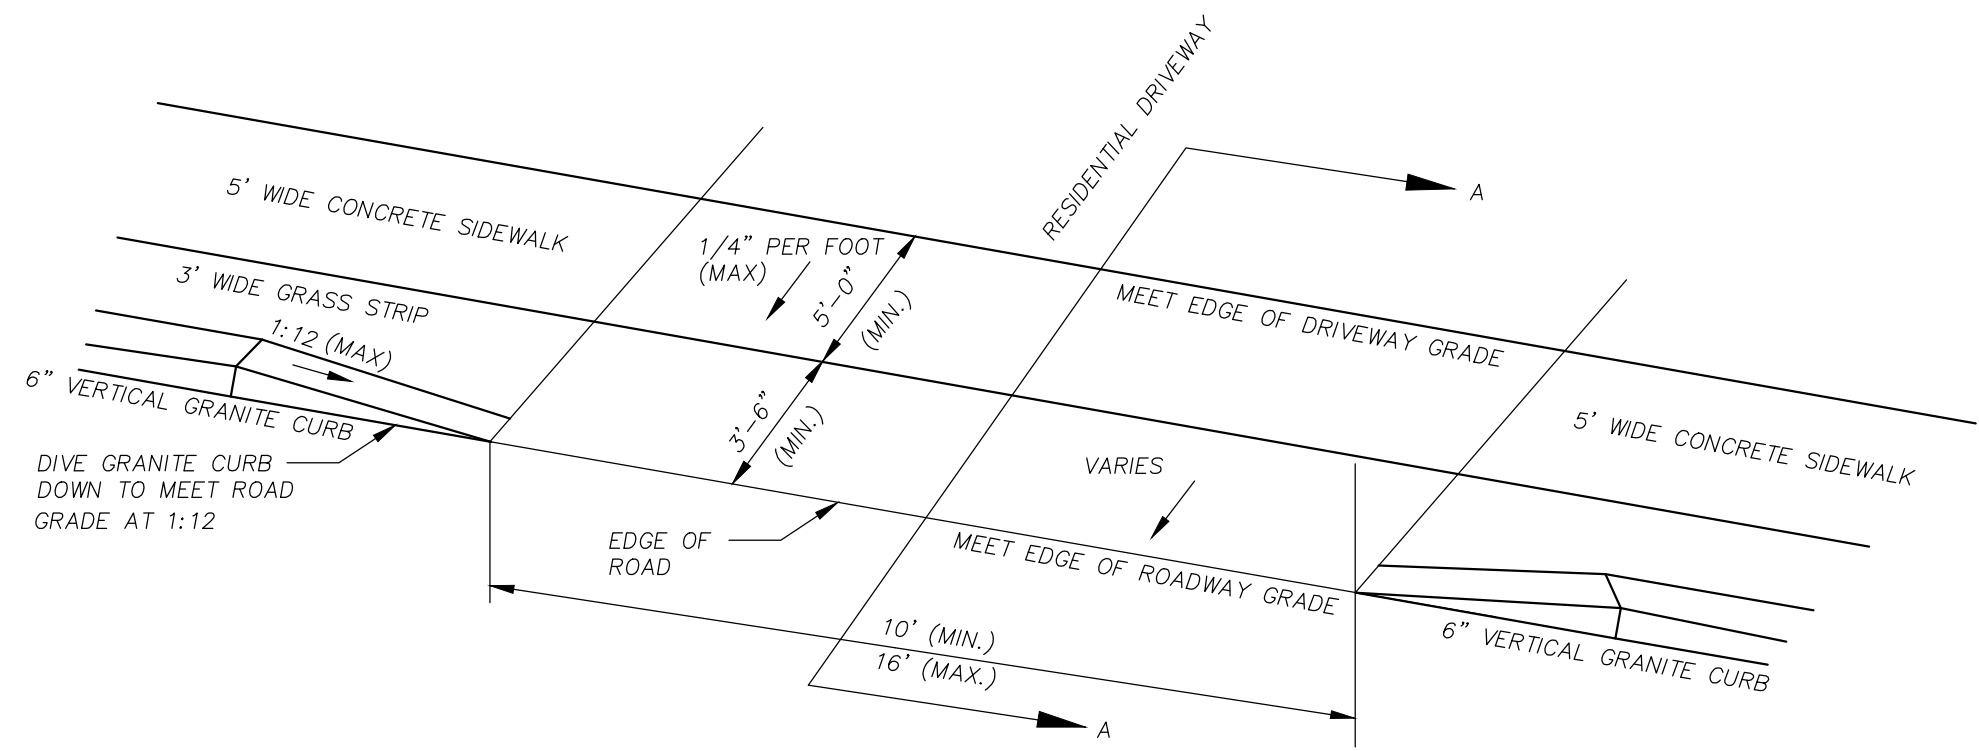 RESIDENTIAL DRIVEWAY
A
5' WIDE CONCRETE SIDEWALK
1/4" PER FOOT
(MAX)
5'-0"
(MIN.)
MEET EDGE OF DRIVEWAY GRADE
3' WIDE GRASS STRIP
1:12 (MAX)
6" VERTICAL GRANITE CURB
3'-6"
(MIN.)
5' WIDE CONCRETE SIDEWALK
DIVE GRANITE CURB
DOWN TO MEET ROAD
GRADE AT 1:12
VARIES
EDGE OF
ROAD
MEET EDGE OF ROADWAY GRADE
10' (MIN.)
16' (MAX.)
6" VERTICAL GRANITE CURB
A